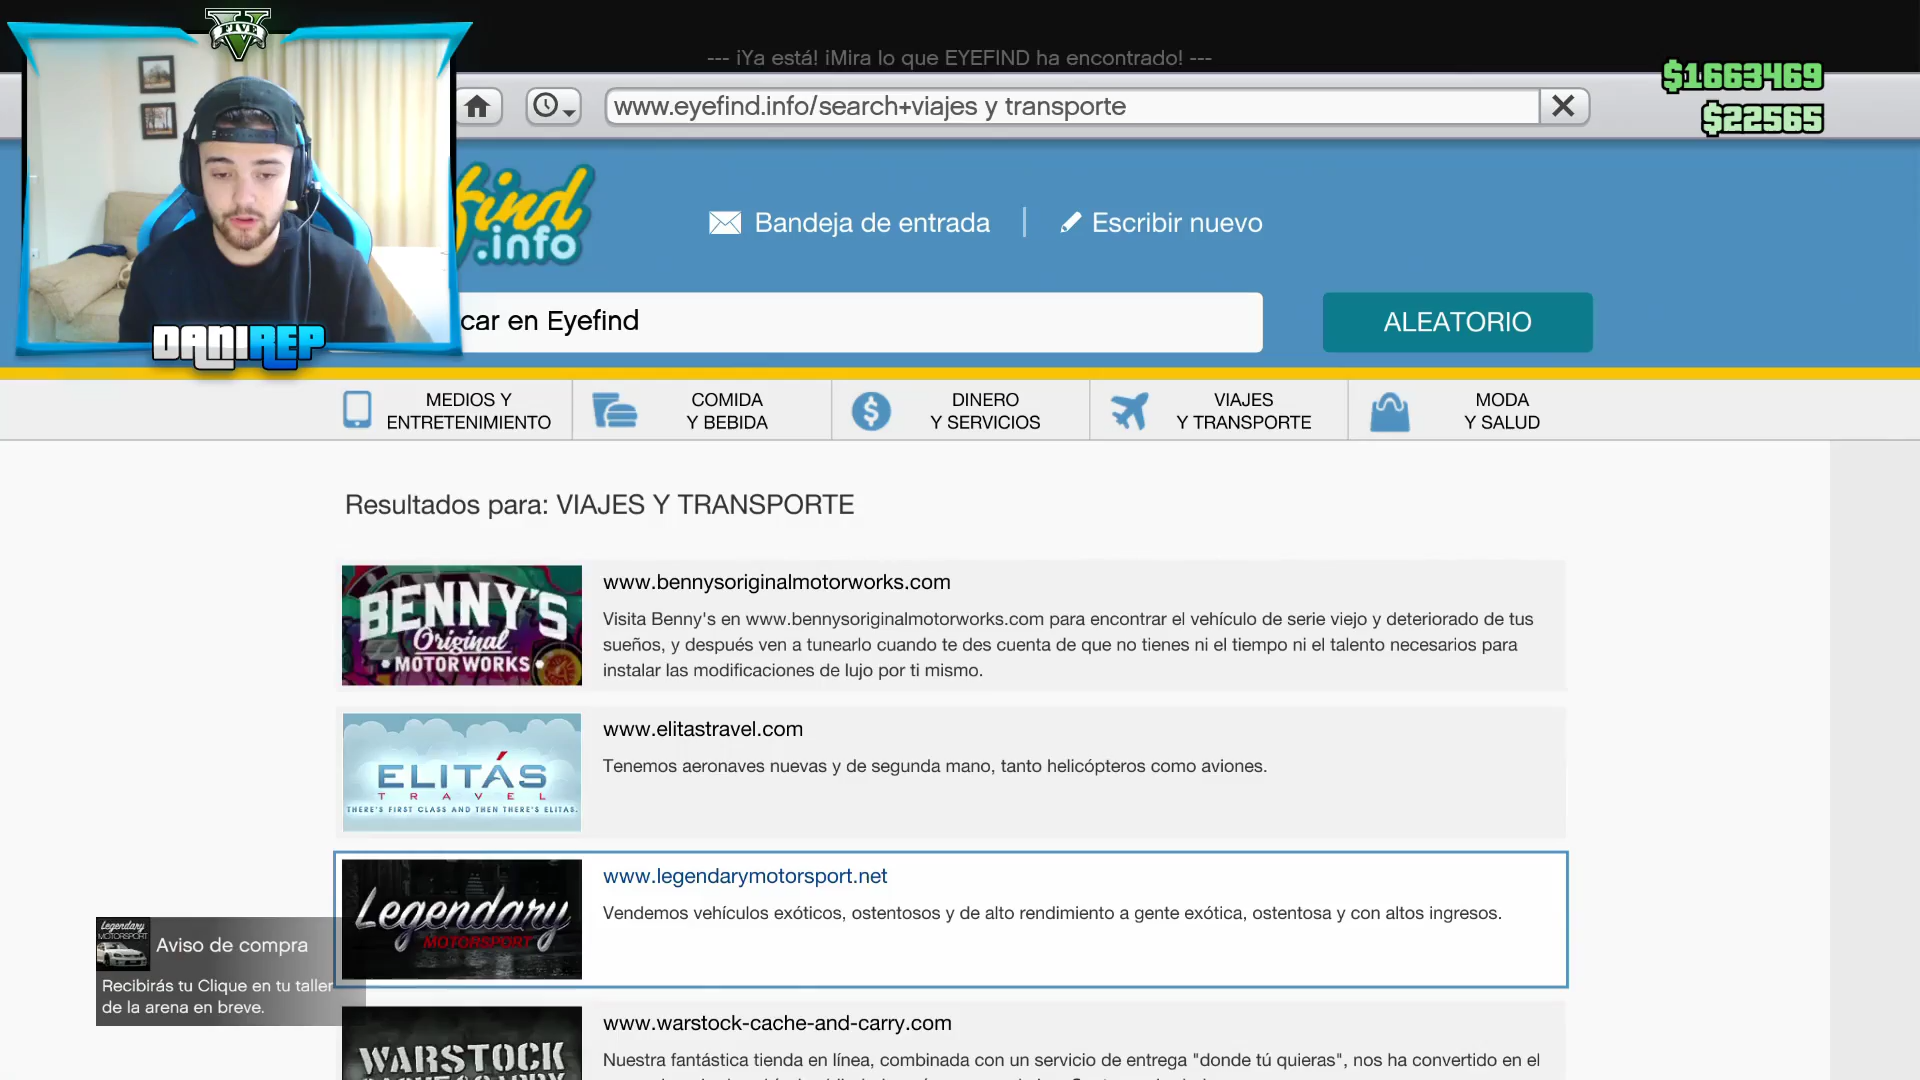 FIVE
V
--- ¡Ya está! ¡Mira lo que EYEFIND ha encontrado! ---
$1663469
$22565
www.eyefind.info/search+viajes y transporte
find
.info
Bandeja de entrada
Escribir nuevo
car en Eyefind
ALEATORIO
DANIREP
MEDIOS Y
ENTRETENIMIENTO
COMIDA
Y BEBIDA
DINERO
Y SERVICIOS
VIAJES
Y TRANSPORTE
MODA
Y SALUD
Resultados para: VIAJES Y TRANSPORTE
BENNY'S
Original
MOTOR WORKS
www.bennysoriginalmotorworks.com
Visita Benny's en www.bennysoriginalmotorworks.com para encontrar el vehículo de serie viejo y deteriorado de tus
sueños, y después ven a tunearlo cuando te des cuenta de que no tienes ni el tiempo ni el talento necesarios para
instalar las modificaciones de lujo por ti mismo.
ELITÁS
TRAVEL
THERE'S FIRST CLASS AND THEN THERE'S ELITAS.
www.elitastravel.com
Tenemos aeronaves nuevas y de segunda mano, tanto helicópteros como aviones.
Legendary
MOTORSPORT
www.legendarymotorsport.net
Vendemos vehículos exóticos, ostentosos y de alto rendimiento a gente exótica, ostentosa y con altos ingresos.
Legendary
MOTORSPORT
Aviso de compra
Recibirás tu Clique en tu taller
de la arena en breve.
WARSTOCK
CACHE & CARRY
www.warstock-cache-and-carry.com
Nuestra fantástica tienda en línea, combinada con un servicio de entrega "donde tú quieras", nos ha convertido en el